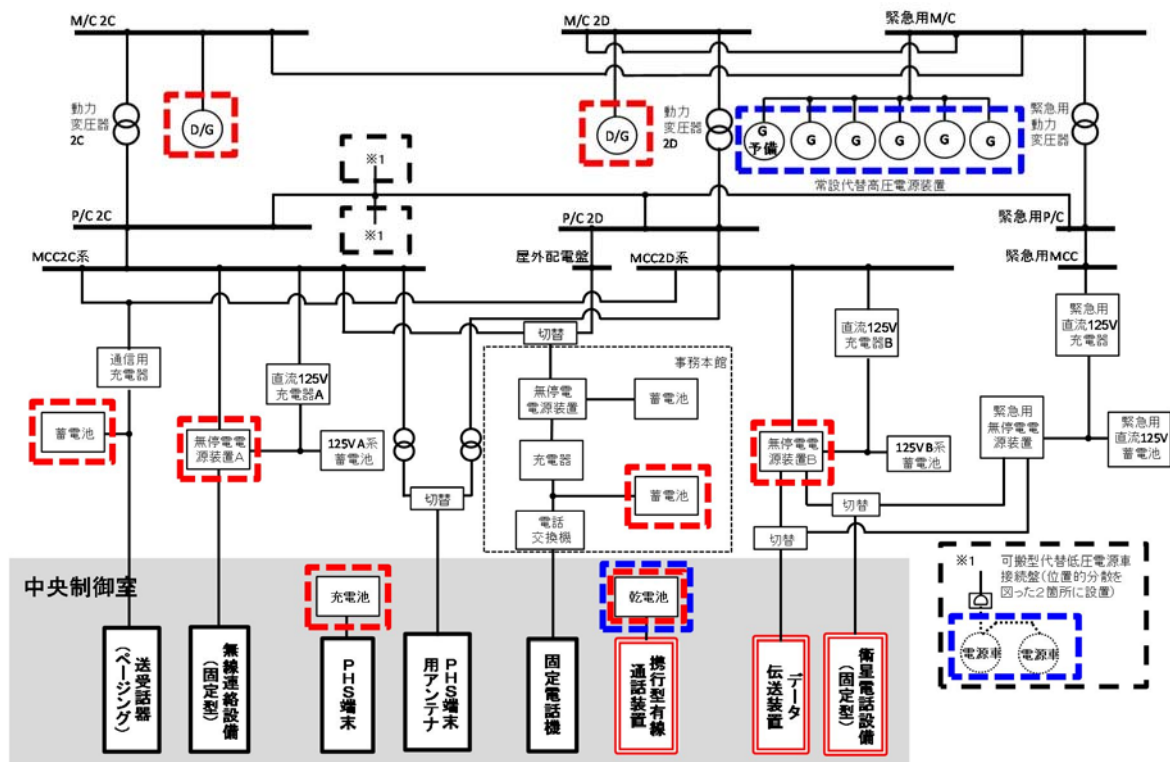 M/C 2C
M/C 2D
緊急用M/C
動力
変圧器
2C
D/G
D/G
動力
変圧器
2D
G
予備
G
G
G
G
G
緊急用
動力
変圧器
常設代替高圧電源装置
※1
※1
P/C 2C
P/C 2D
緊急用P/C
MCC2C系
屋外配電盤
MCC2D系
緊急用MCC
切替
事務本館
通信用
充電器
直流125V
充電器A
無停電
電源装置
蓄電池
直流125V
充電器B
緊急用
直流125V
充電器
蓄電池
無停電電
源装置A
125VA系
蓄電池
充電器
無停電電
源装置B
125VB系
蓄電池
緊急用
無停電電
源装置
緊急用
直流125V
蓄電池
切替
蓄電池
切替
電話
交換機
切替
中央制御室
充電池
乾電池
※1
可搬型代替低圧電源車
接続盤(位置的分散を
図った2箇所に設置)
電源車
電源車
送受話器
(ページング)
無線連絡設備
(固定型)
PHS端末
PHS端末
用アンテナ
固定電話機
携行型有線
通話装置
データ
伝送装置
衛星電話設備
(固定型)